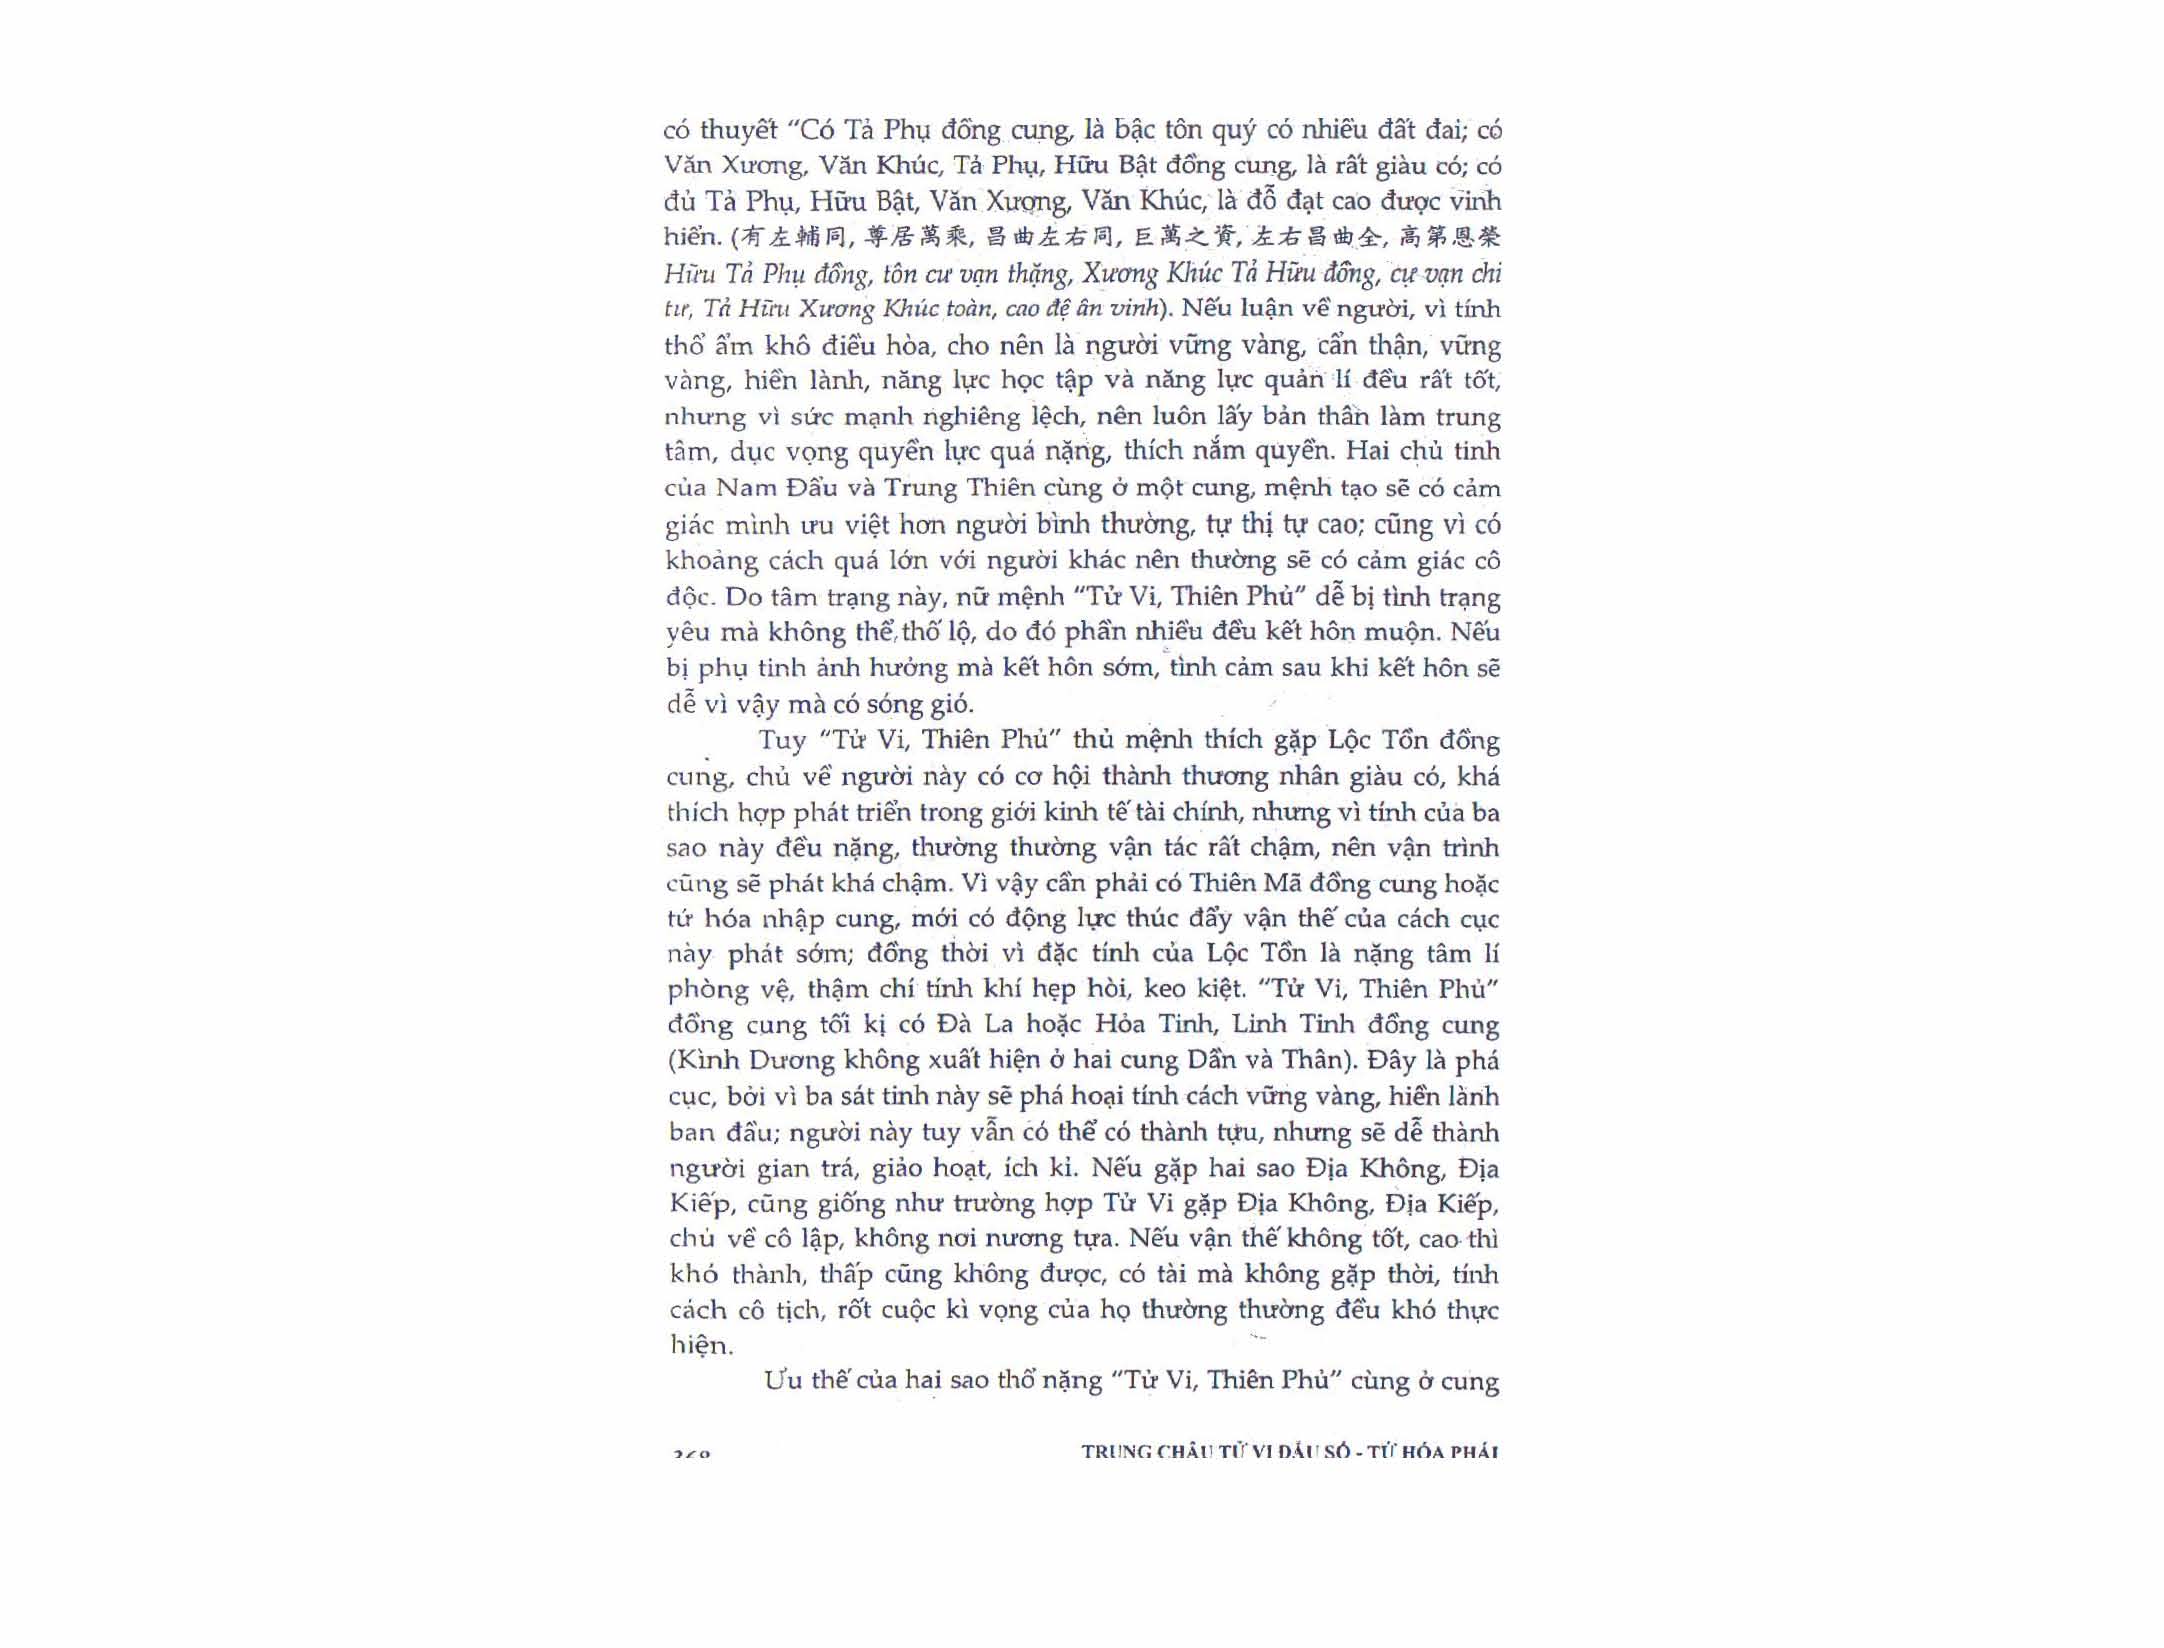 có thuyết “Có Tả Phụ đồng cung, là bậc tôn quý có nhiều đất đai; có
Văn Xương, Văn Khúc, Tả Phụ, Hữu Bật đồng cung, là rất giàu có; có
đủ Tả Phụ, Hữu Bật, Văn Xương, Văn Khúc, là đỗ đạt cao được vinh
hiển. (有左輔同, 尊居萬乘, 昌曲左右同, 巨萬之資, 左右昌曲全, 高第恩榮
Hữu Tả Phụ đồng, tôn cư vạn thặng, Xương Khúc Tả Hữu đồng, cự vạn chi
tư, Tả Hữu Xương Khúc toàn, cao đệ ân vinh). Nếu luận về người, vì tính
thổ ẩm khô điều hòa, cho nên là người vững vàng, cẩn thận, vững
vàng, hiền lành, năng lực học tập và năng lực quản lí đều rất tốt,
nhưng vì sức mạnh nghiêng lệch, nên luôn lấy bản thân làm trung
tâm, dục vọng quyền lực quá nặng, thích nắm quyền. Hai chủ tinh
của Nam Đẩu và Trung Thiên cùng ở một cung, mệnh tạo sẽ có cảm
giác mình ưu việt hơn người bình thường, tự thị tự cao; cũng vì có
khoảng cách quá lớn với người khác nên thường sẽ có cảm giác cô
độc. Do tâm trạng này, nữ mệnh “Tử Vi, Thiên Phủ” dễ bị tình trạng
yêu mà không thể thố lộ, do đó phần nhiều đều kết hôn muộn. Nếu
bị phụ tinh ảnh hưởng mà kết hôn sớm, tình cảm sau khi kết hôn sẽ
dễ vì vậy mà có sóng gió.
Tuy “Tử Vi, Thiên Phủ” thủ mệnh thích gặp Lộc Tồn đồng
cung, chủ về người này có cơ hội thành thương nhân giàu có, khá
thích hợp phát triển trong giới kinh tế tài chính, nhưng vì tính của ba
sao này đều nặng, thường thường vận tác rất chậm, nên vận trình
cũng sẽ phát khá chậm. Vì vậy cần phải có Thiên Mã đồng cung hoặc
tứ hóa nhập cung, mới có động lực thúc đẩy vận thế của cách cục
này phát sớm; đồng thời vì đặc tính của Lộc Tồn là nặng tâm lí
phòng vệ, thậm chí tính khí hẹp hòi, keo kiệt. “Tử Vi, Thiên Phủ”
đồng cung tối kị có Đà La hoặc Hỏa Tinh, Linh Tinh đồng cung
(Kình Dương không xuất hiện ở hai cung Dần và Thân). Đây là phá
cục, bởi vì ba sát tinh này sẽ phá hoại tính cách vững vàng, hiền lành
ban đầu; người này tuy vẫn có thể có thành tựu, nhưng sẽ dễ thành
người gian trá, giảo hoạt, ích kỉ. Nếu gặp hai sao Địa Không, Địa
Kiếp, cũng giống như trường hợp Tử Vi gặp Địa Không, Địa Kiếp,
chủ về cô lập, không nơi nương tựa. Nếu vận thế không tốt, cao thì
khó thành, thấp cũng không được, có tài mà không gặp thời, tính
cách cô tịch, rốt cuộc kì vọng của họ thường thường đều khó thực
hiện.
Ưu thế của hai sao thổ nặng “Tử Vi, Thiên Phủ” cùng ở cung
TRUNG CHÂU TỬ VI ĐẨU SỐ - TỨ HÓA PHÁI